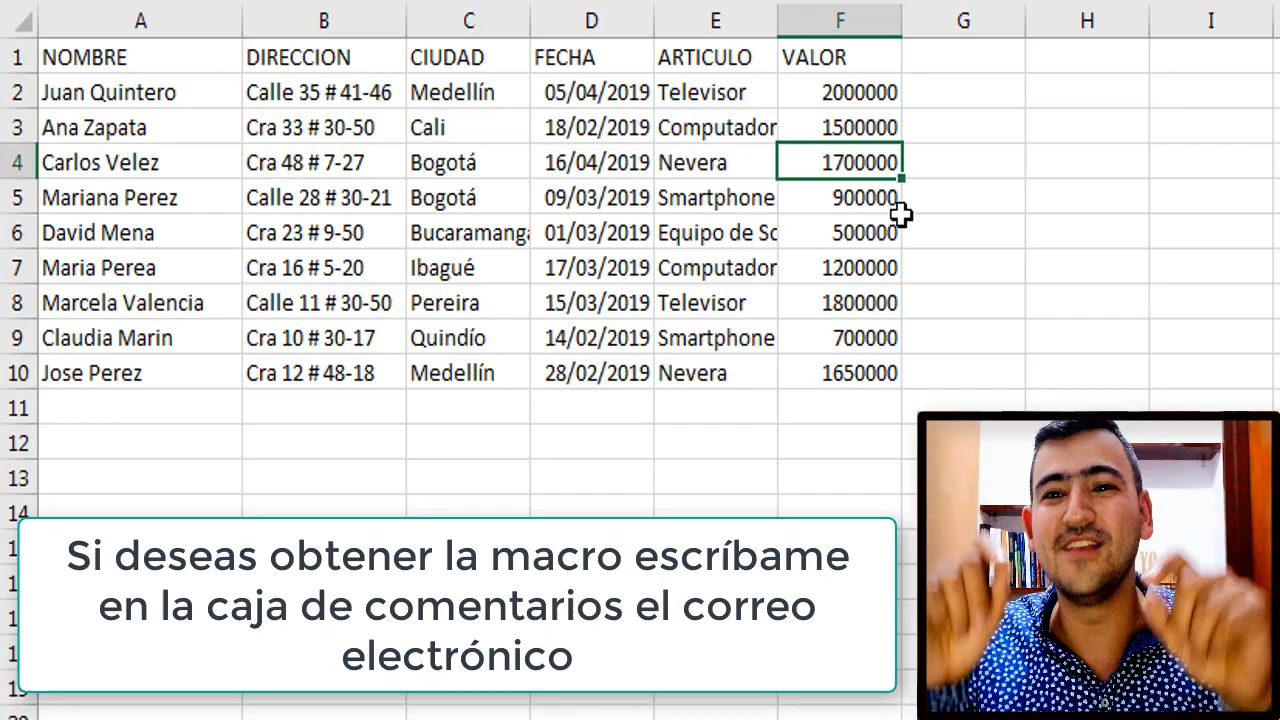 A B C D E F G H I
1 NOMBRE DIRECCION CIUDAD FECHA ARTICULO VALOR
2 Juan Quintero Calle 35 # 41-46 Medellín 05/04/2019 Televisor 2000000
3 Ana Zapata Cra 33 # 30-50 Cali 18/02/2019 Computador 1500000
4 Carlos Velez Cra 48 # 7-27 Bogotá 16/04/2019 Nevera 1700000
5 Mariana Perez Calle 28 # 30-21 Bogotá 09/03/2019 Smartphone 900000
6 David Mena Cra 23 # 9-50 Bucaramanga 01/03/2019 Equipo de So 500000
7 Maria Perea Cra 16 # 5-20 Ibagué 17/03/2019 Computador 1200000
8 Marcela Valencia Calle 11 # 30-50 Pereira 15/03/2019 Televisor 1800000
9 Claudia Marin Cra 10 # 30-17 Quindío 14/02/2019 Smartphone 700000
10 Jose Perez Cra 12 # 48-18 Medellín 28/02/2019 Nevera 1650000
11
12
13
14
Si deseas obtener la macro escríbame
en la caja de comentarios el correo
electrónico